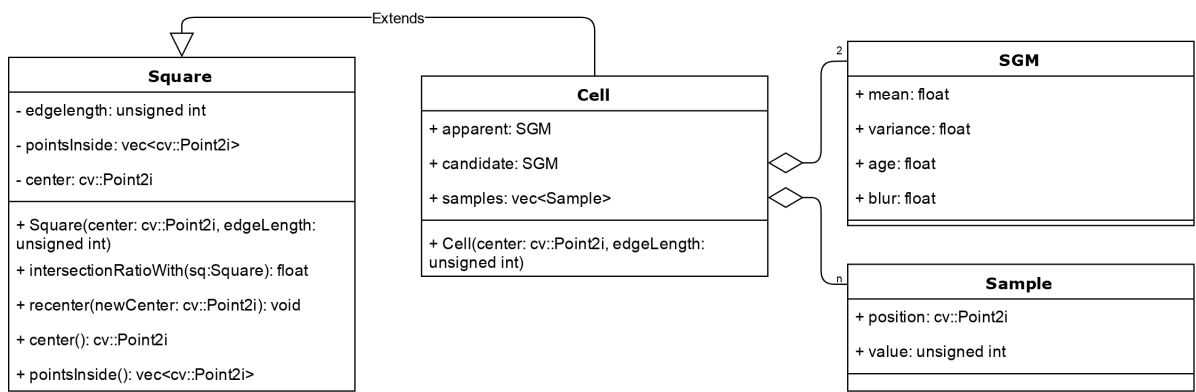 Extends
Square
- edgelength: unsigned int
- pointsInside: vec<cv::Point2i>
- center: cv::Point2i
+ Square(center: cv::Point2i, edgeLength:
unsigned int)
+ intersectionRatioWith(sq:Square): float
+ recenter(newCenter: cv::Point2i): void
+ center(): cv::Point2i
+ pointsInside(): vec<cv::Point2i>
Cell
+ apparent: SGM
+ candidate: SGM
+ samples: vec<Sample>
+ Cell(center: cv::Point2i, edgeLength:
unsigned int)
2
SGM
+ mean: float
+ variance: float
+ age: float
+ blur: float
n
Sample
+ position: cv::Point2i
+ value: unsigned int